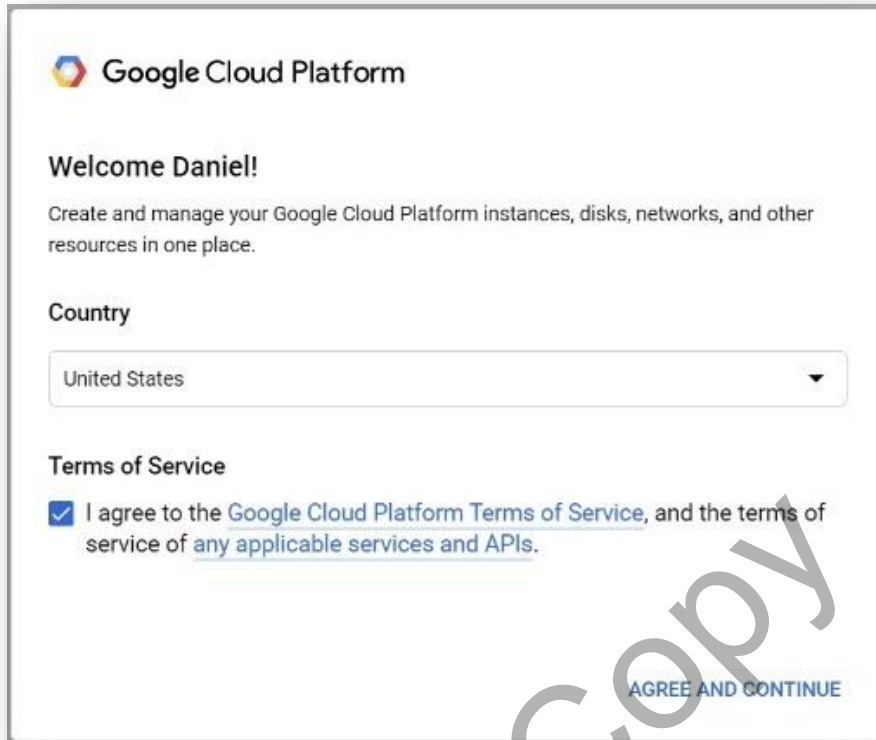 Google Cloud Platform
Welcome Daniel!
Create and manage your Google Cloud Platform instances, disks, networks, and other
resources in one place.
Country
United States
Terms of Service
I agree to the Google Cloud Platform Terms of Service, and the terms of
service of any applicable services and APIs.
AGREE AND CONTINUE
Copy